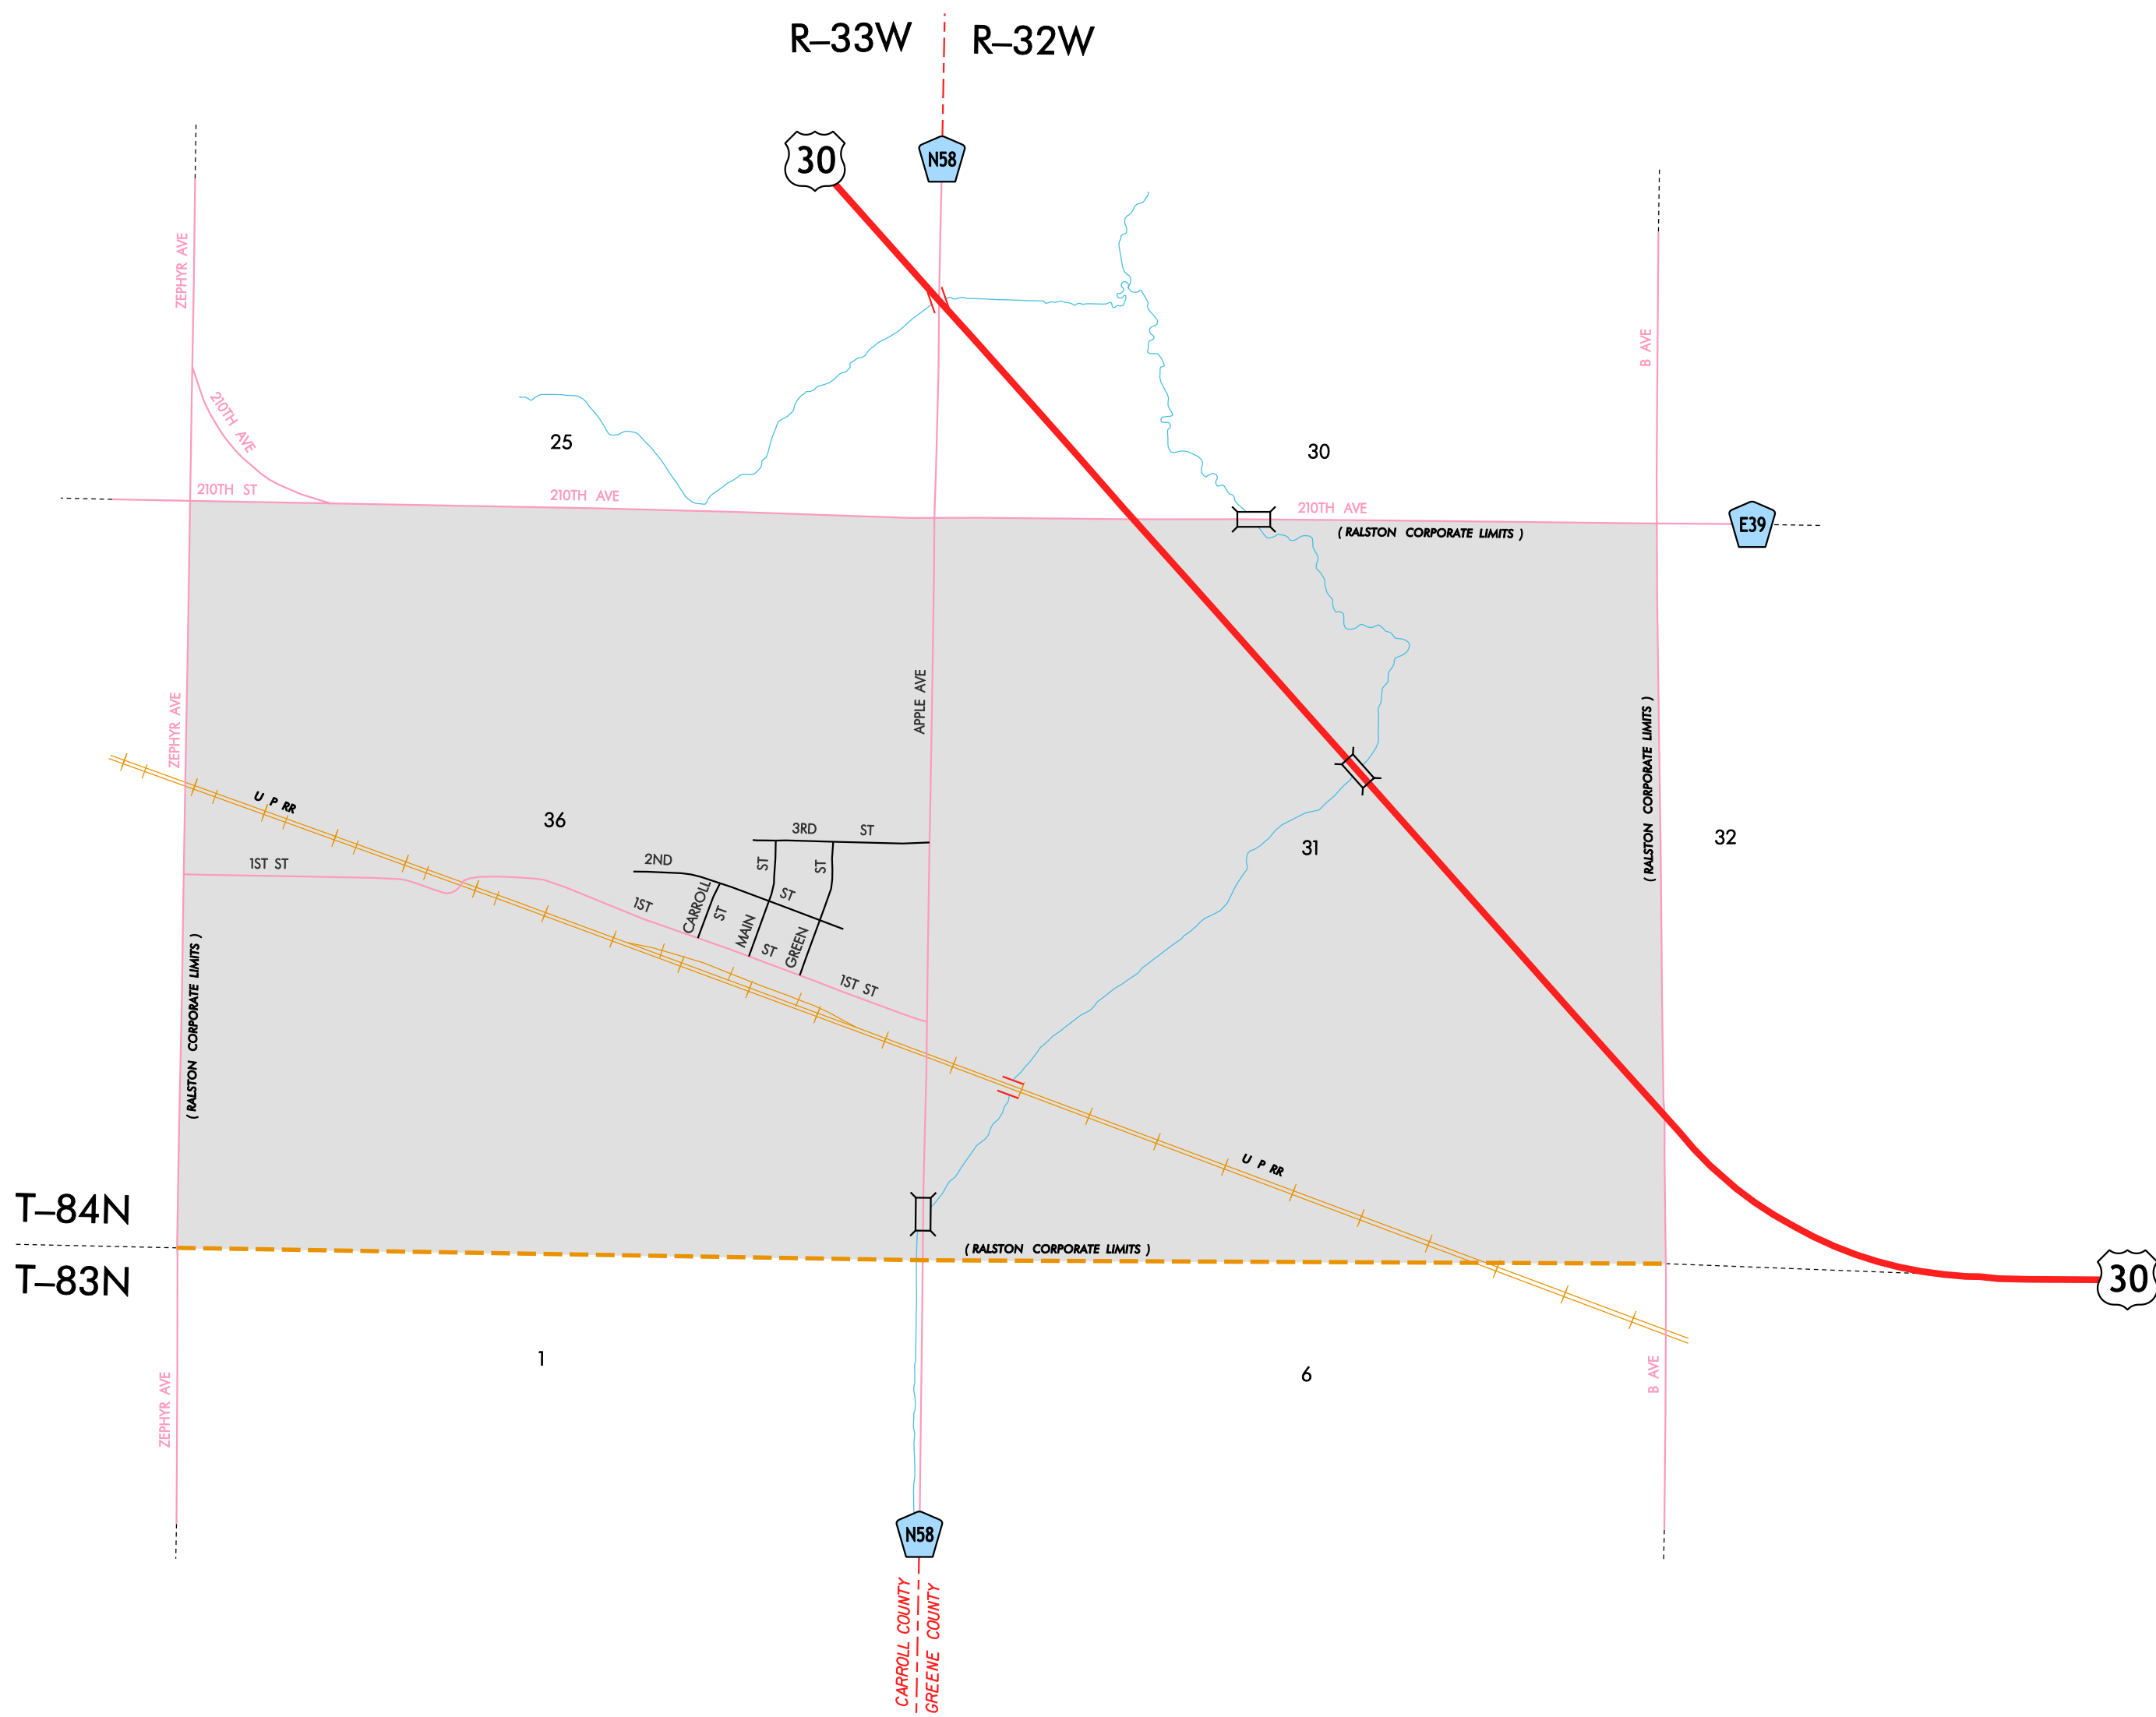 R–33W R–32W
30
N58
ZEPHYR AVE
B AVE
210TH AVE
25
30
210TH ST
210TH AVE
210TH AVE
E39
( RALSTON CORPORATE LIMITS )
ZEPHYR AVE
APPLE AVE
( RALSTON CORPORATE LIMITS )
U P RR
36
3RD ST
31
32
1ST ST
2ND ST
ST
ST
1ST ST
CARROLL ST
MAIN
GREEN
1ST ST
( RALSTON CORPORATE LIMITS )
U P RR
T–84N
( RALSTON CORPORATE LIMITS )
T–83N
30
1
6
ZEPHYR AVE
B AVE
N58
CARROLL COUNTY
GREENE COUNTY